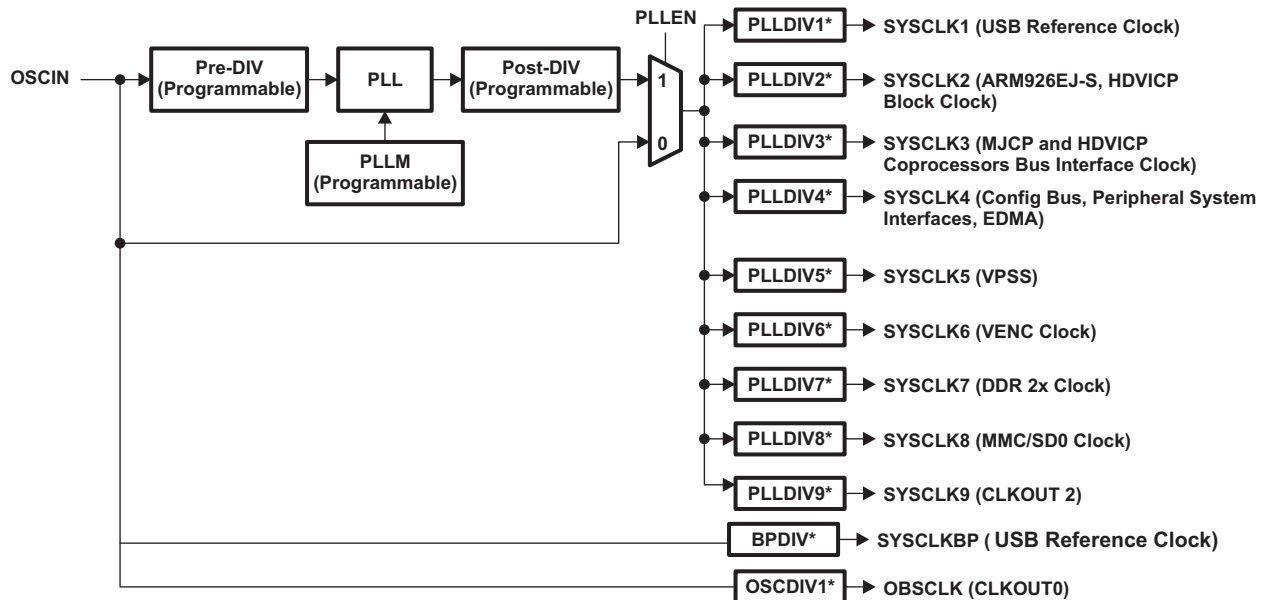 PLLEN
OSCIN
Pre-DIV
(Programmable)
PLL
Post-DIV
(Programmable)
PLLM
(Programmable)
1
0
PLLDIV1*
SYSCLK1 (USB Reference Clock)
PLLDIV2*
SYSCLK2 (ARM926EJ-S, HDVICP
Block Clock)
PLLDIV3*
SYSCLK3 (MJCP and HDVICP
Coprocessors Bus Interface Clock)
PLLDIV4*
SYSCLK4 (Config Bus, Peripheral System
Interfaces, EDMA)
PLLDIV5*
SYSCLK5 (VPSS)
PLLDIV6*
SYSCLK6 (VENC Clock)
PLLDIV7*
SYSCLK7 (DDR 2x Clock)
PLLDIV8*
SYSCLK8 (MMC/SD0 Clock)
PLLDIV9*
SYSCLK9 (CLKOUT 2)
BPDIV*
SYSCLKBP ( USB Reference Clock)
OSCDIV1*
OBSCLK (CLKOUT0)